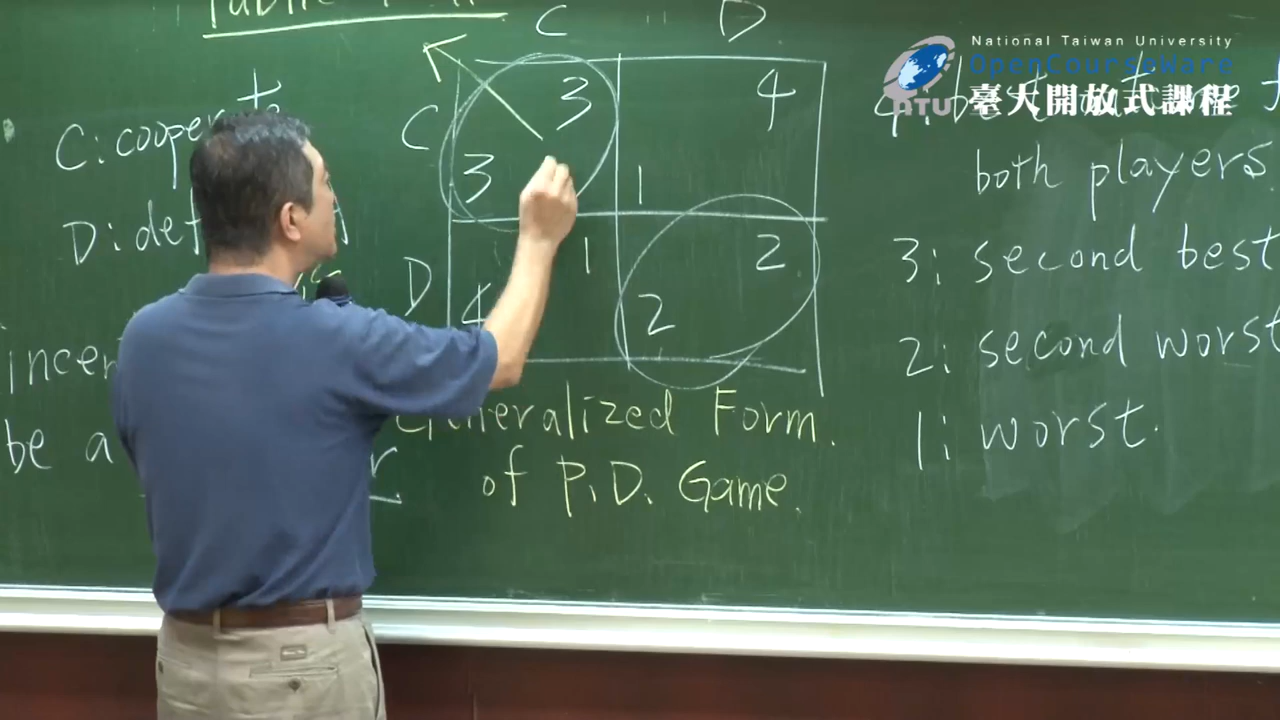 C D
National Taiwan University
OpenCourseWare
臺大開放式課程
NTU
C: cooperate
C 3 4
3 1
both players.
D: def
D 1 2
4 2
3: second best
2: second worst
1: worst.
incen
be a
Generalized Form
of P.D. Game.